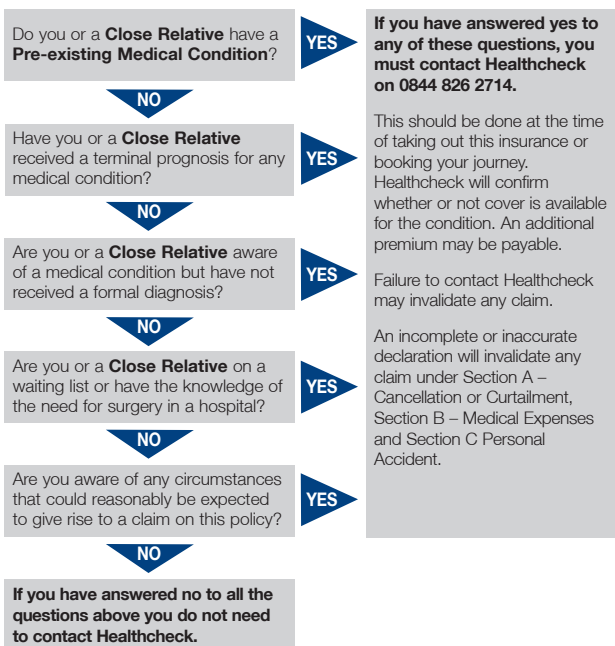 Do you or a Close Relative have a
Pre-existing Medical Condition?
YES
NO
Have you or a Close Relative
received a terminal prognosis for any
medical condition?
YES
NO
Are you or a Close Relative aware
of a medical condition but have not
received a formal diagnosis?
YES
NO
Are you or a Close Relative on a
waiting list or have the knowledge of
the need for surgery in a hospital?
YES
NO
Are you aware of any circumstances
that could reasonably be expected
to give rise to a claim on this policy?
YES
NO
If you have answered no to all the
questions above you do not need
to contact Healthcheck.
If you have answered yes to
any of these questions, you
must contact Healthcheck
on 0844 826 2714.
This should be done at the time
of taking out this insurance or
booking your journey.
Healthcheck will confirm
whether or not cover is available
for the condition. An additional
premium may be payable.
Failure to contact Healthcheck
may invalidate any claim.
An incomplete or inaccurate
declaration will invalidate any
claim under Section A –
Cancellation or Curtailment,
Section B – Medical Expenses
and Section C Personal
Accident.